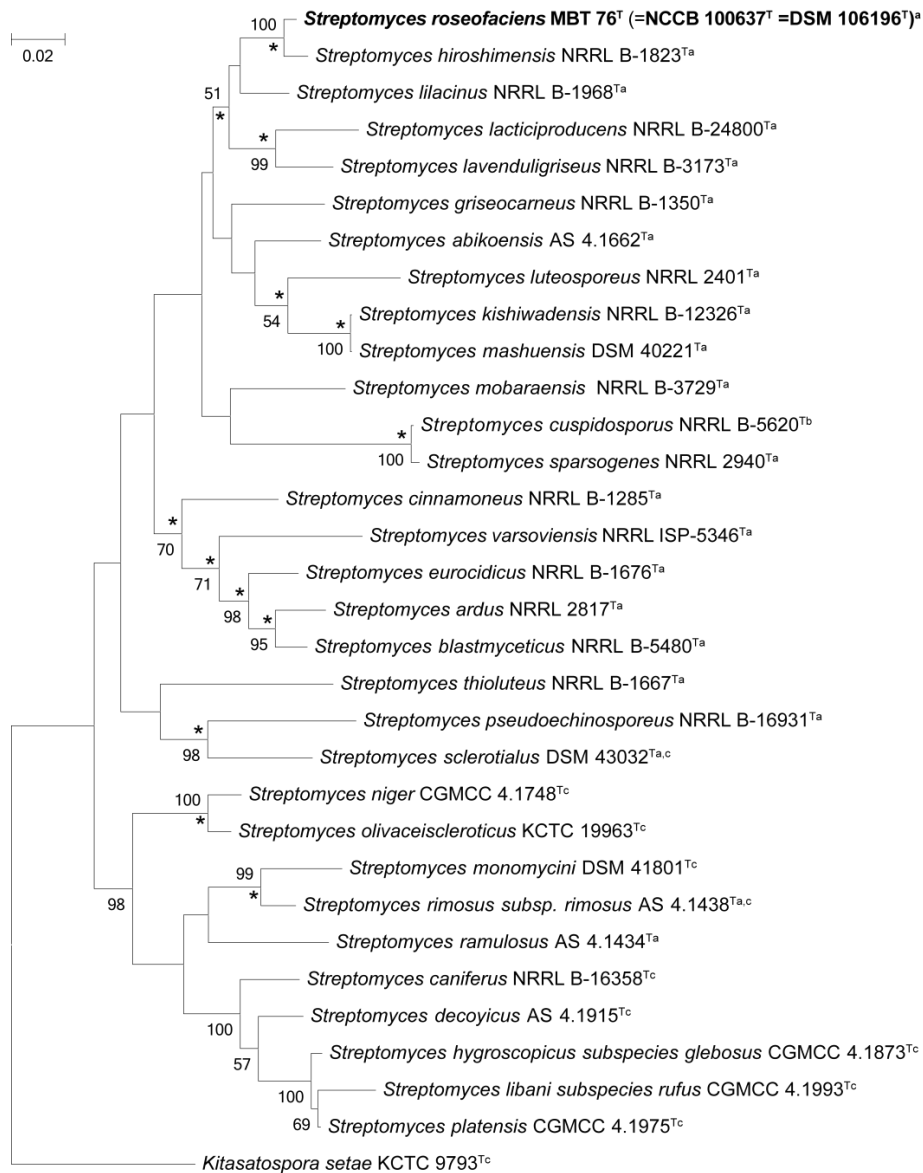 100
Streptomyces roseofaciens MBT 76ᵀ (=NCCB 100637ᵀ =DSM 106196ᵀ)ᵃ
0.02
*
Streptomyces hiroshimensis NRRL B-1823ᵀᵃ
51
Streptomyces lilacinus NRRL B-1968ᵀᵃ
*
*
Streptomyces lacticiproducens NRRL B-24800ᵀᵃ
99
Streptomyces lavenduligriseus NRRL B-3173ᵀᵃ
Streptomyces griseocarneus NRRL B-1350ᵀᵃ
Streptomyces abikoensis AS 4.1662ᵀᵃ
Streptomyces luteosporeus NRRL 2401ᵀᵃ
*
54
*
Streptomyces kishiwadensis NRRL B-12326ᵀᵃ
100
Streptomyces mashuensis DSM 40221ᵀᵃ
Streptomyces mobaraensis NRRL B-3729ᵀᵃ
*
Streptomyces cuspidosporus NRRL B-5620ᵀᵇ
100
Streptomyces sparsogenes NRRL 2940ᵀᵃ
Streptomyces cinnamoneus NRRL B-1285ᵀᵃ
*
70
Streptomyces varsoviensis NRRL ISP-5346ᵀᵃ
*
71
Streptomyces eurocidicus NRRL B-1676ᵀᵃ
*
98
*
Streptomyces ardus NRRL 2817ᵀᵃ
95
Streptomyces blastmyceticus NRRL B-5480ᵀᵃ
Streptomyces thioluteus NRRL B-1667ᵀᵃ
*
Streptomyces pseudoechinosporeus NRRL B-16931ᵀᵃ
98
Streptomyces sclerotialus DSM 43032ᵀᵃ,ᶜ
100
Streptomyces niger CGMCC 4.1748ᵀᶜ
*
Streptomyces olivaceiscleroticus KCTC 19963ᵀᶜ
99
Streptomyces monomycini DSM 41801ᵀᶜ
98
*
Streptomyces rimosus subsp. rimosus AS 4.1438ᵀᵃ,ᶜ
Streptomyces ramulosus AS 4.1434ᵀᵃ
Streptomyces caniferus NRRL B-16358ᵀᶜ
100
Streptomyces decoyicus AS 4.1915ᵀᶜ
57
Streptomyces hygroscopicus subspecies glebosus CGMCC 4.1873ᵀᶜ
100
Streptomyces libani subspecies rufus CGMCC 4.1993ᵀᶜ
69
Streptomyces platensis CGMCC 4.1975ᵀᶜ
Kitasatospora setae KCTC 9793ᵀᶜ